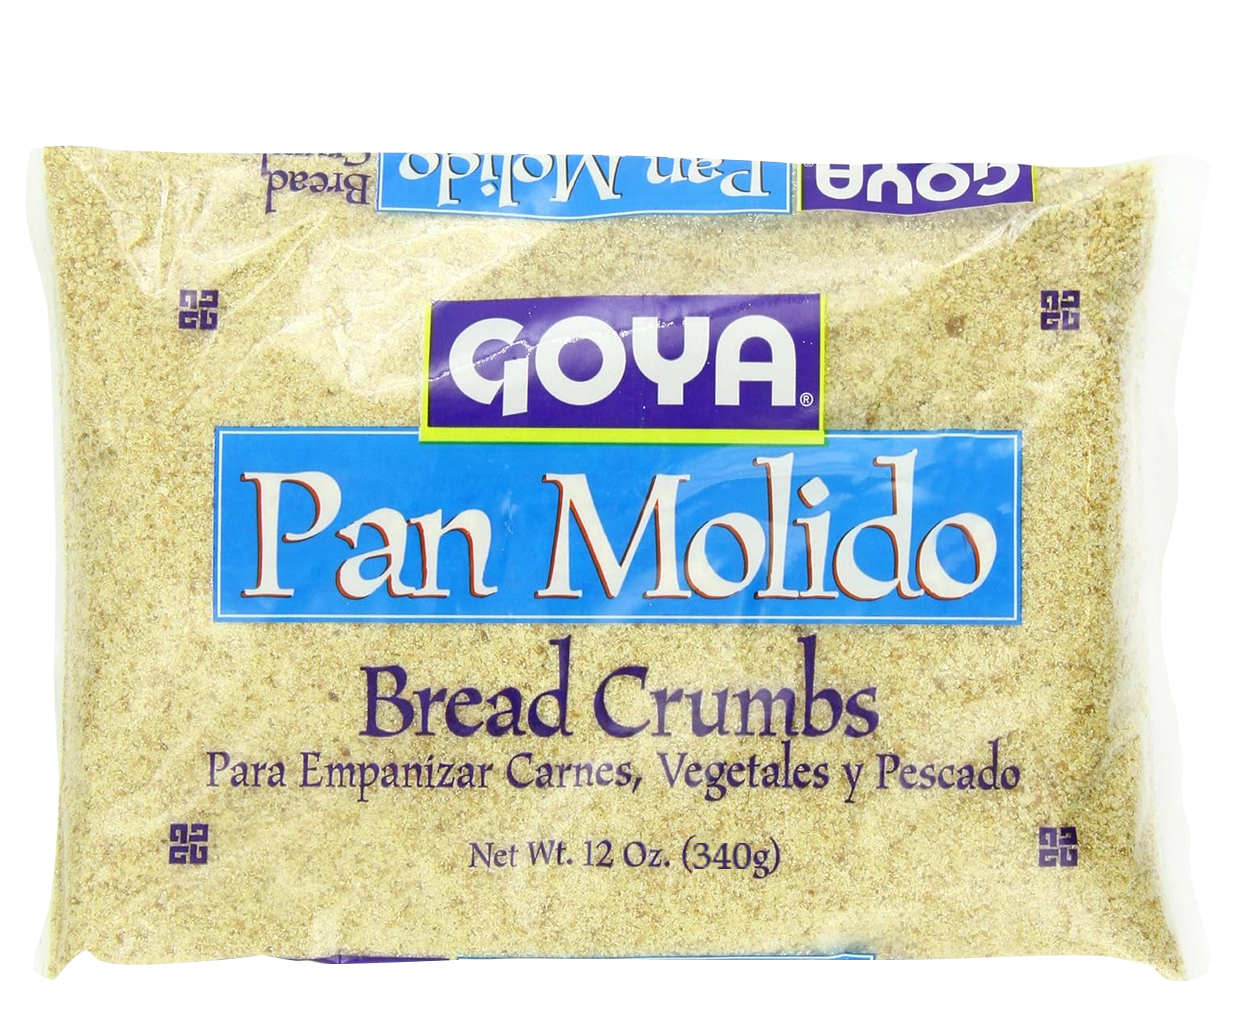 Bread
Crumbs
Pan Molido
GOYA
GOYA®
Pan Molido
Bread Crumbs
Para Empanizar Carnes, Vegetales y Pescado
Net Wt. 12 Oz. (340g)